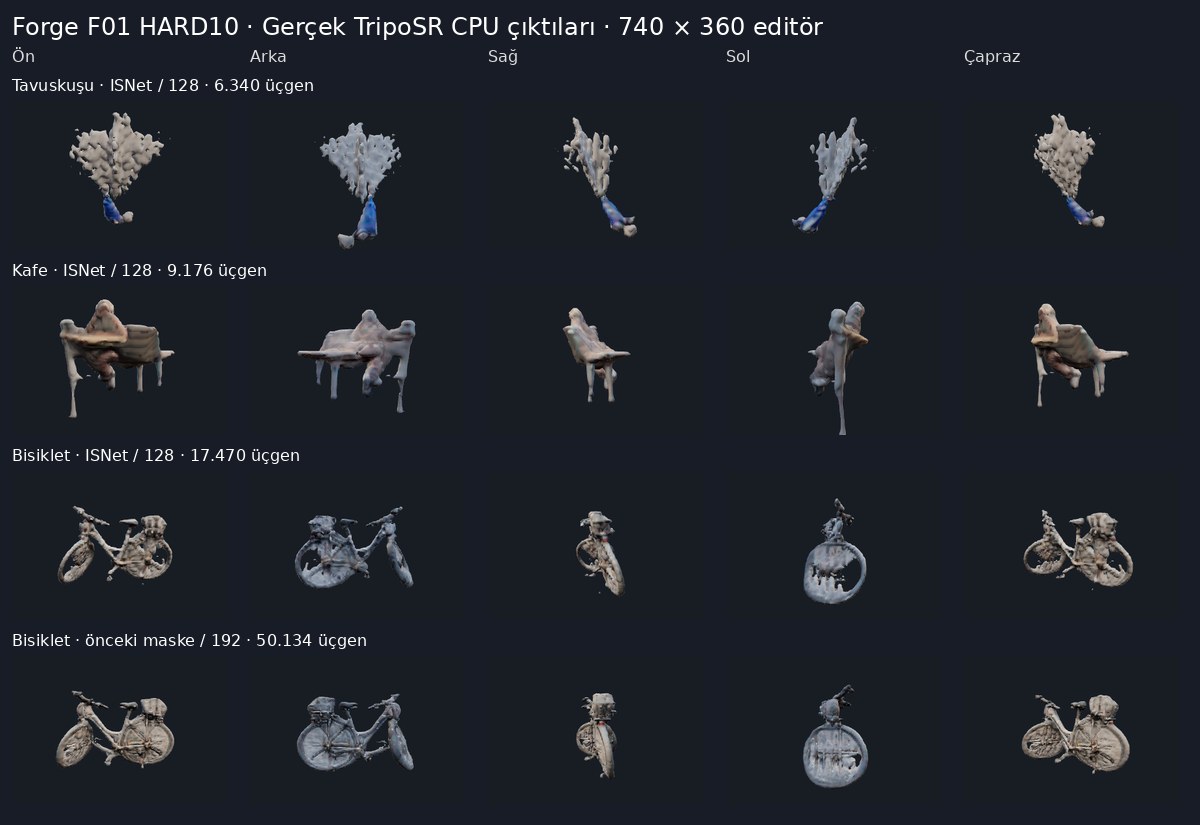 Forge F01 HARD10 · Gerçek TripoSR CPU çıktıları · 740 × 360 editör
Ön Arka Sağ Sol Çapraz
Tavuskuşu · ISNet / 128 · 6.340 üçgen
Kafe · ISNet / 128 · 9.176 üçgen
Bisiklet · ISNet / 128 · 17.470 üçgen
Bisiklet · önceki maske / 192 · 50.134 üçgen